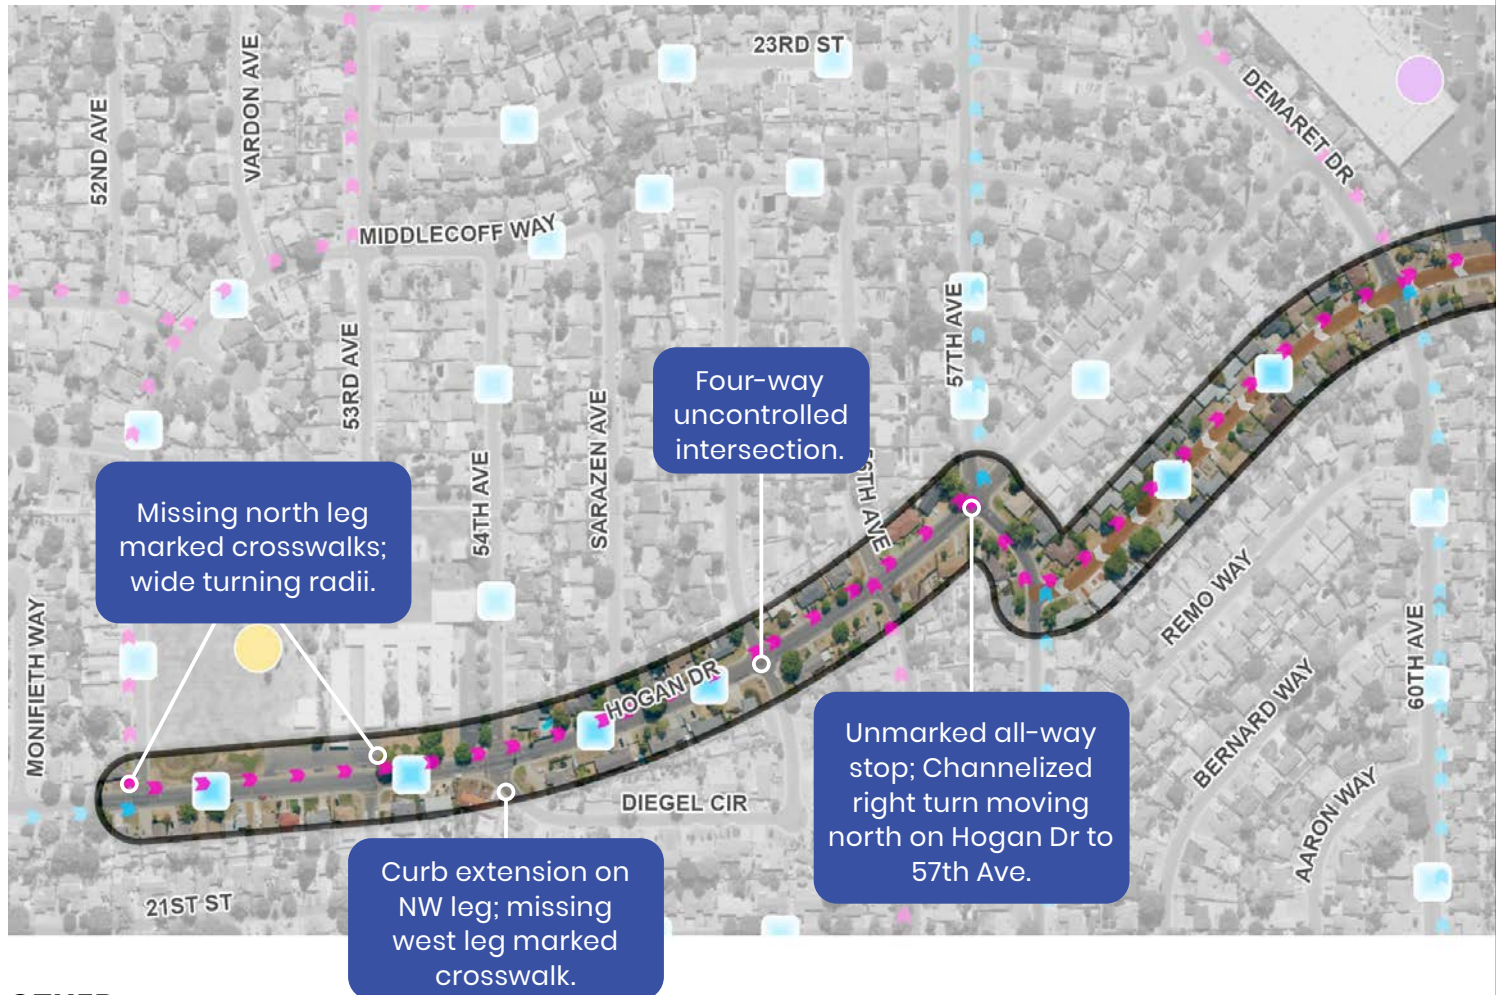 23RD ST
VARDON AVE
52ND AVE
DEMARET DR
MIDDLECOFF WAY
57TH AVE
53RD AVE
Four-way
uncontrolled
intersection.
SARAZEN AVE
54TH AVE
Missing north leg
marked crosswalks;
wide turning radii.
TH AVE
REMO WAY
MONIFIETH WAY
60TH AVE
HOGAN DR
BERNARD WAY
Unmarked all-way
stop; Channelized
right turn moving
north on Hogan Dr to
57th Ave.
AARON WAY
DIEGEL CIR
Curb extension on
NW leg; missing
west leg marked
crosswalk.
21ST ST